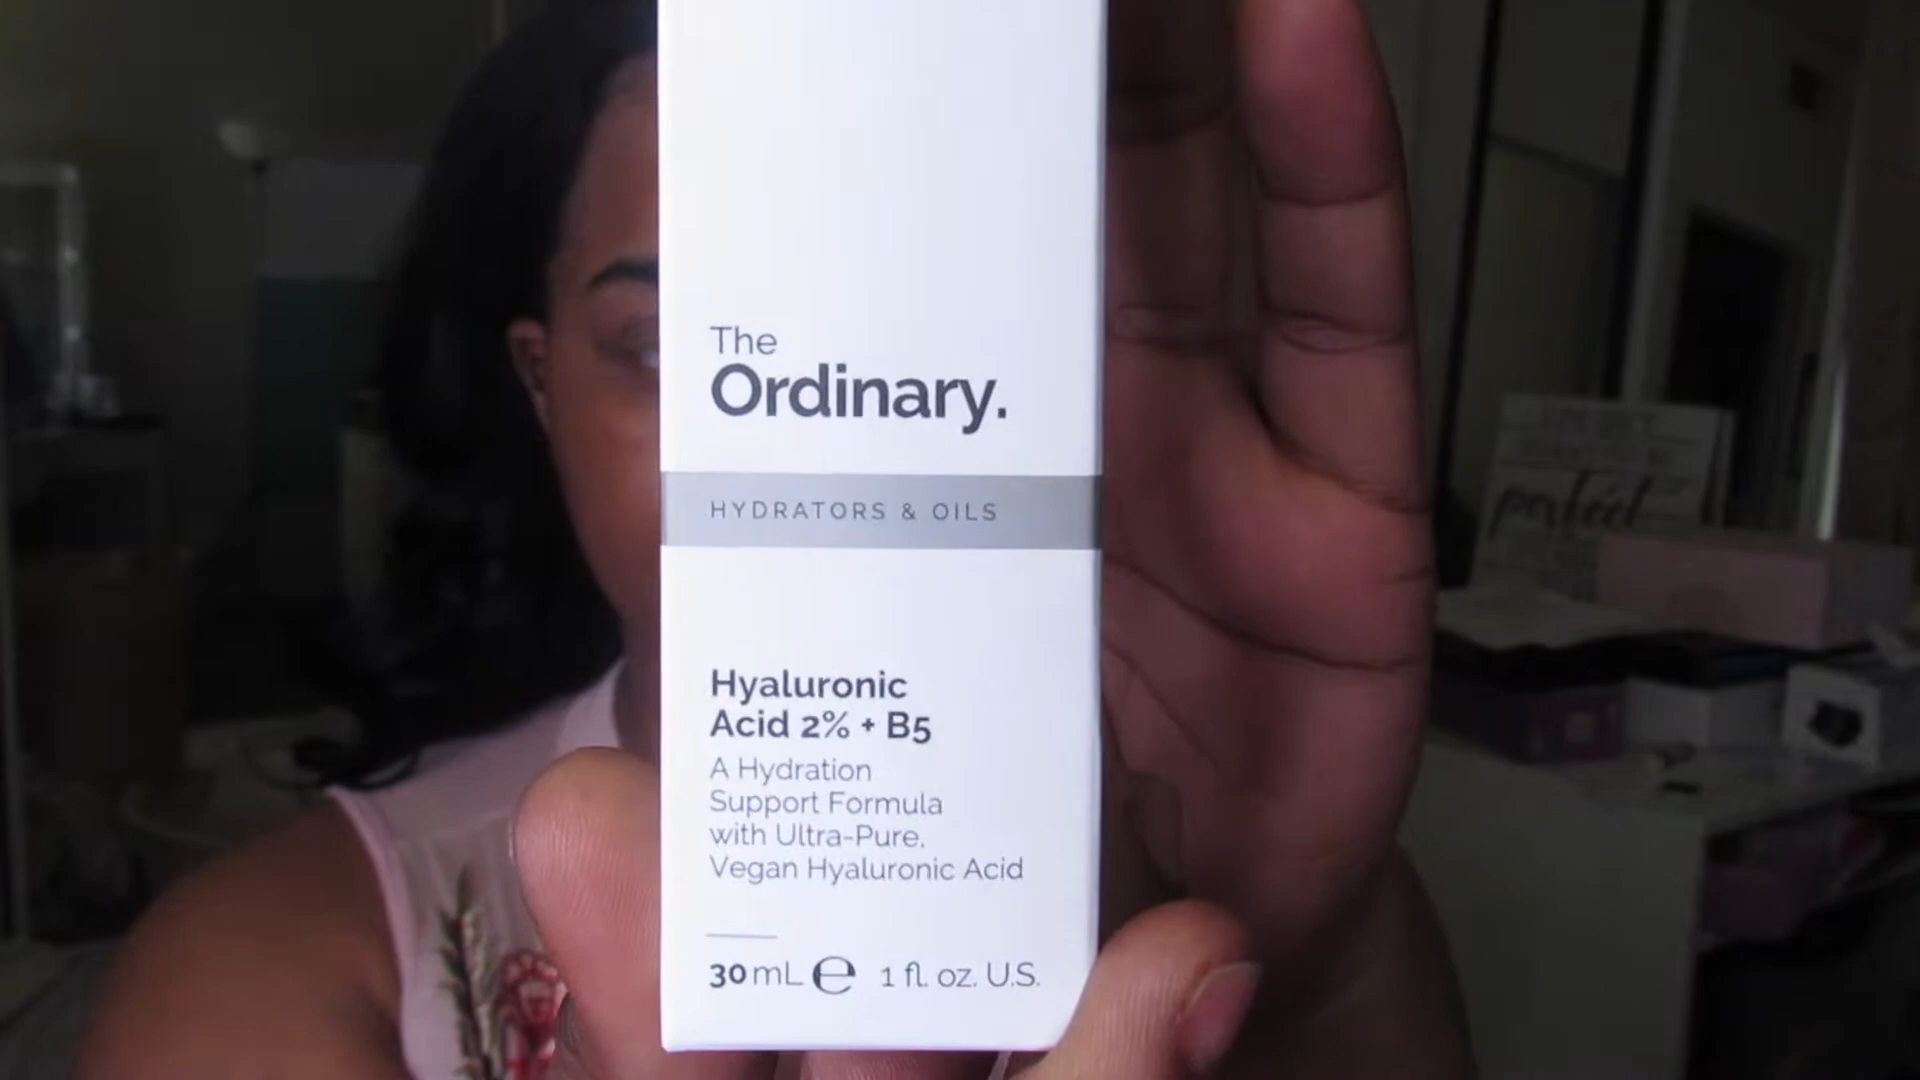 The
Ordinary.
HYDRATORS & OILS
Hyaluronic
Acid 2% + B5
A Hydration
Support Formula
with Ultra-Pure,
Vegan Hyaluronic Acid
30 mL ℮ 1 fl. oz. U.S.
perfect